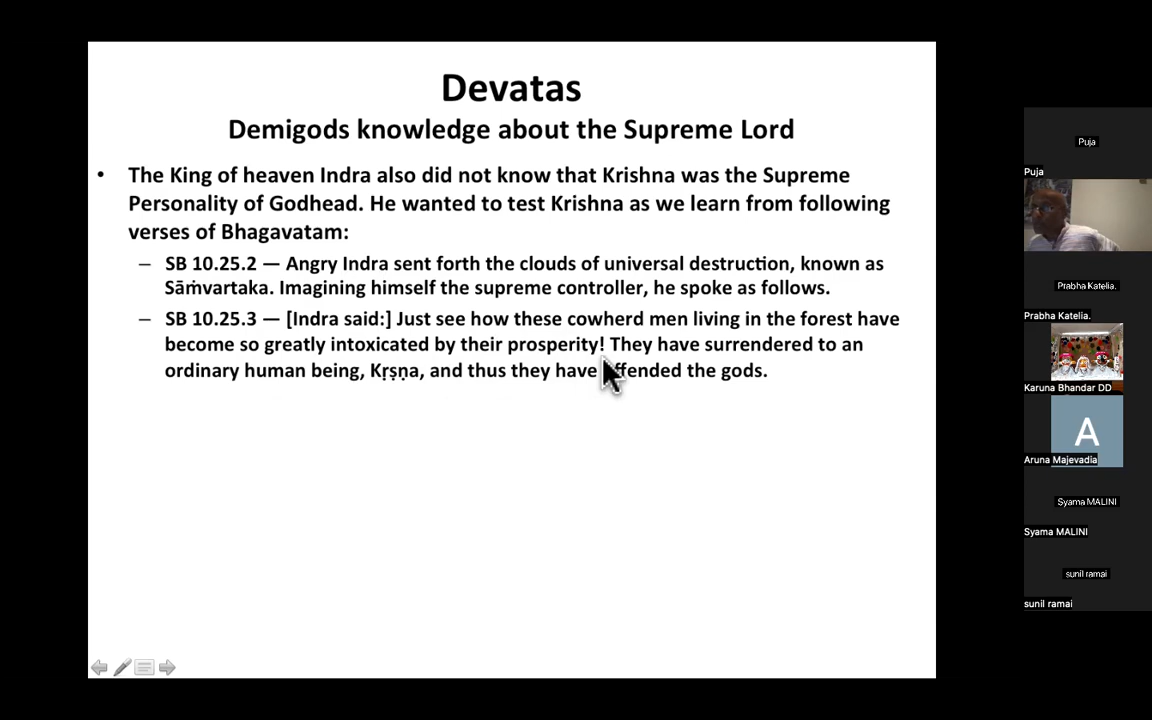 Devatas
Demigods knowledge about the Supreme Lord
• The King of heaven Indra also did not know that Krishna was the Supreme
Personality of Godhead. He wanted to test Krishna as we learn from following
verses of Bhagavatam:
– SB 10.25.2 — Angry Indra sent forth the clouds of universal destruction, known as
Sāṁvartaka. Imagining himself the supreme controller, he spoke as follows.
– SB 10.25.3 — [Indra said:] Just see how these cowherd men living in the forest have
become so greatly intoxicated by their prosperity! They have surrendered to an
ordinary human being, Kṛṣṇa, and thus they have offended the gods.
Puja
Puja
Prabha Katelia.
Prabha Katelia.
Karuna Bhandar DD
A
Aruna Majevadia
Syama MALINI
Syama MALINI
sunil ramai
sunil ramai